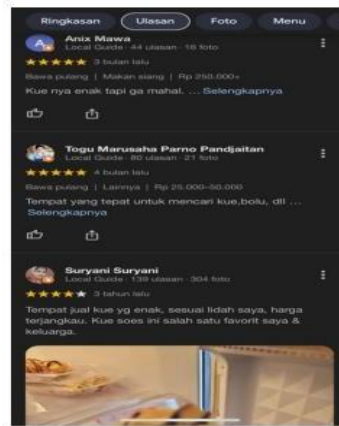 Ringkasan Ulasan Foto Menu
Anix Mawa
Local Guide · 44 ulasan · 16 foto
3 bulan lalu
Bawa pulang | Makan siang | Rp 250.000+
Kue nya enak tapi ga mahal. ... Selengkapnya
Togu Marusaha Parno Pandjaitan
Local Guide · 80 ulasan · 21 foto
4 bulan lalu
Bawa pulang | Lainnya | Rp 25.000–50.000
Tempat yang tepat untuk mencari kue,bolu, dll ...
Selengkapnya
Suryani Suryani
Local Guide · 139 ulasan · 304 foto
3 tahun lalu
Tempat jual kue yg enak, sesuai lidah saya, harga
terjangkau. Kue soes ini salah satu favorit saya &
keluarga.